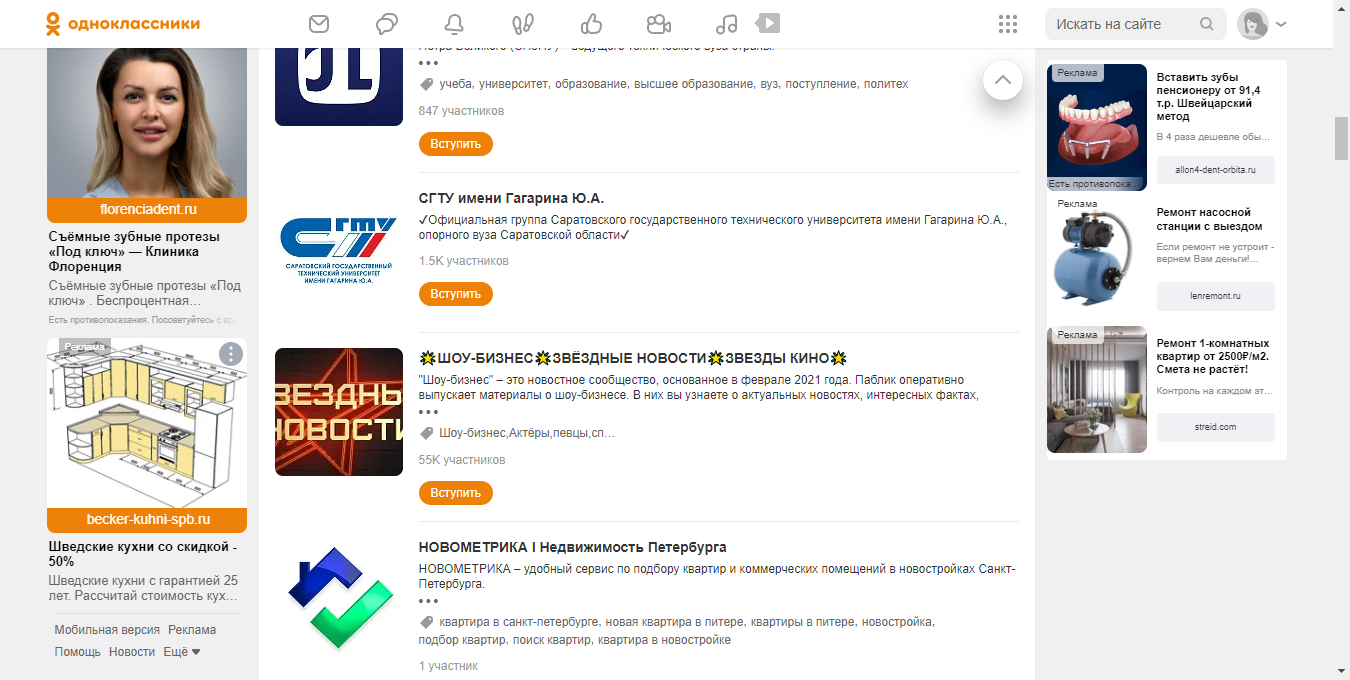 одноклассники
Искать на сайте
florenciadent.ru
Съёмные зубные протезы
«Под ключ» — Клиника
Флоренция
Съёмные зубные протезы «Под
ключ» . Беспроцентная…
Есть противопоказания. Посоветуйтесь с
Реклама
becker-kuhni-spb.ru
Шведские кухни со скидкой -
50%
Шведские кухни с гарантией 25
лет. Рассчитай стоимость кух…
Мобильная версия Реклама
Помощь Новости Ещё
Петра Великого (СПбПУ) – ведущего технического вуза страны.
учеба, университет, образование, высшее образование, вуз, поступление, политех
847 участников
Вступить
СГТУ
САРАТОВСКИЙ ГОСУДАРСТВЕННЫЙ
ТЕХНИЧЕСКИЙ УНИВЕРСИТЕТ
ИМЕНИ ГАГАРИНА Ю.А.
СГТУ имени Гагарина Ю.А.
✓Официальная группа Саратовского государственного технического университета имени Гагарина Ю.А.,
опорного вуза Саратовской области✓
1.5K участников
Вступить
ВЕЗДНЫ
НОВОСТИ
🌟ШОУ-БИЗНЕС🌟ЗВЁЗДНЫЕ НОВОСТИ🌟ЗВЕЗДЫ КИНО🌟
"Шоу-бизнес" – это новостное сообщество, основанное в феврале 2021 года. Паблик оперативно
выпускает материалы о шоу-бизнесе. В них вы узнаете о актуальных новостях, интересных фактах,
Шоу-бизнес,Актёры,певцы,сп…
55K участников
Вступить
НОВОМЕТРИКА I Недвижимость Петербурга
НОВОМЕТРИКА – удобный сервис по подбору квартир и коммерческих помещений в новостройках Санкт-
Петербурга.
квартира в санкт-петербурге, новая квартира в питере, квартиры в питере, новостройка,
подбор квартир, поиск квартир, квартира в новостройке
1 участник
Реклама
Есть противопока…
Вставить зубы
пенсионеру от 91,4
т.р. Швейцарский
метод
В 4 раза дешевле обы…
allon4-dent-orbita.ru
Реклама
Ремонт насосной
станции с выездом
Если ремонт не устроит -
вернем Вам деньги!…
lenremont.ru
Реклама
Ремонт 1-комнатных
квартир от 2500₽/м2.
Смета не растёт!
Контроль на каждом эт…
streid.com